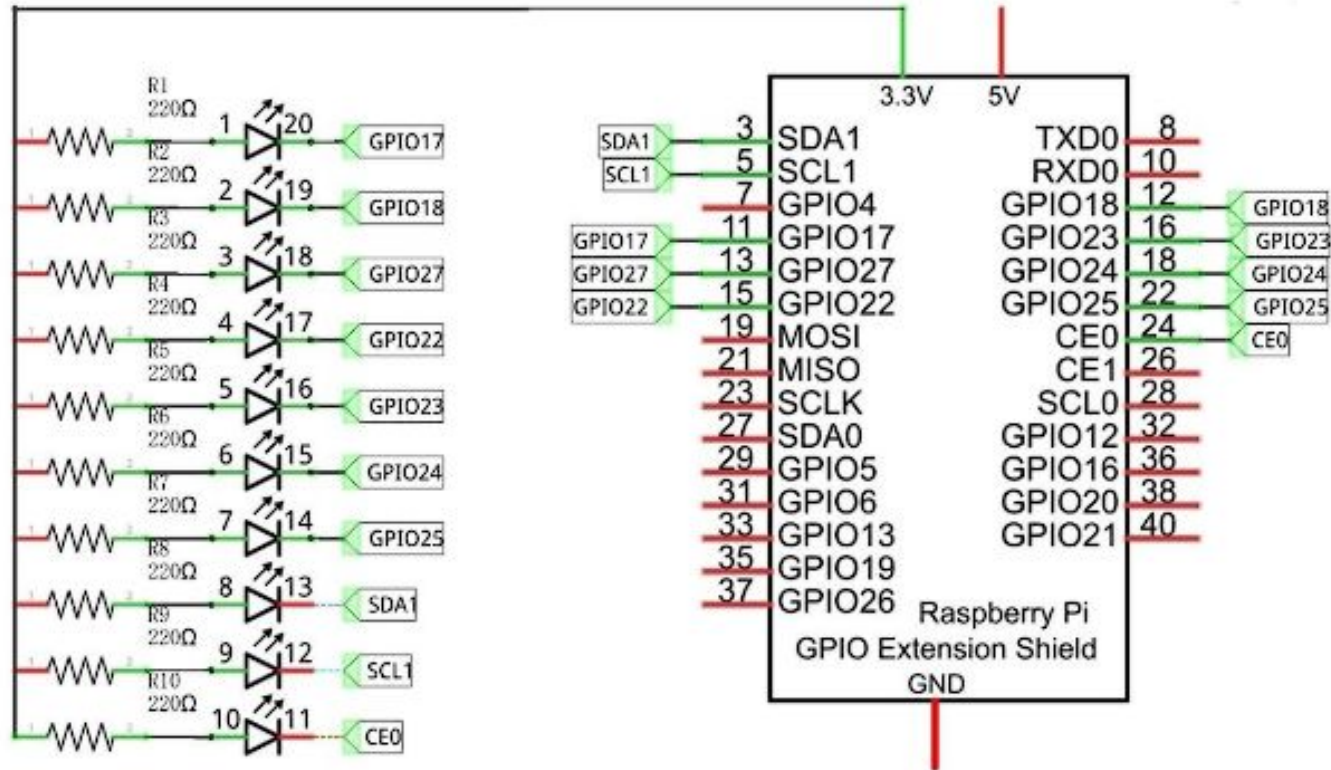 R1
220Ω
1 20 GPIO17
R2
220Ω
2 19 GPIO18
R3
220Ω
3 18 GPIO27
R4
220Ω
4 17 GPIO22
R5
220Ω
5 16 GPIO23
R6
220Ω
6 15 GPIO24
R7
220Ω
7 14 GPIO25
R8
220Ω
8 13 SDA1
R9
220Ω
9 12 SCL1
R10
220Ω
10 11 CE0
3.3V 5V
SDA1 3 SDA1 TXD0 8
SCL1 5 SCL1 RXD0 10
7 GPIO4 GPIO18 12 GPIO18
GPIO17 11 GPIO17 GPIO23 16 GPIO23
GPIO27 13 GPIO27 GPIO24 18 GPIO24
GPIO22 15 GPIO22 GPIO25 22 GPIO25
19 MOSI CE0 24 CE0
21 MISO CE1 26
23 SCLK SCL0 28
27 SDA0 GPIO12 32
29 GPIO5 GPIO16 36
31 GPIO6 GPIO20 38
33 GPIO13 GPIO21 40
35 GPIO19
37 GPIO26
Raspberry Pi
GPIO Extension Shield
GND